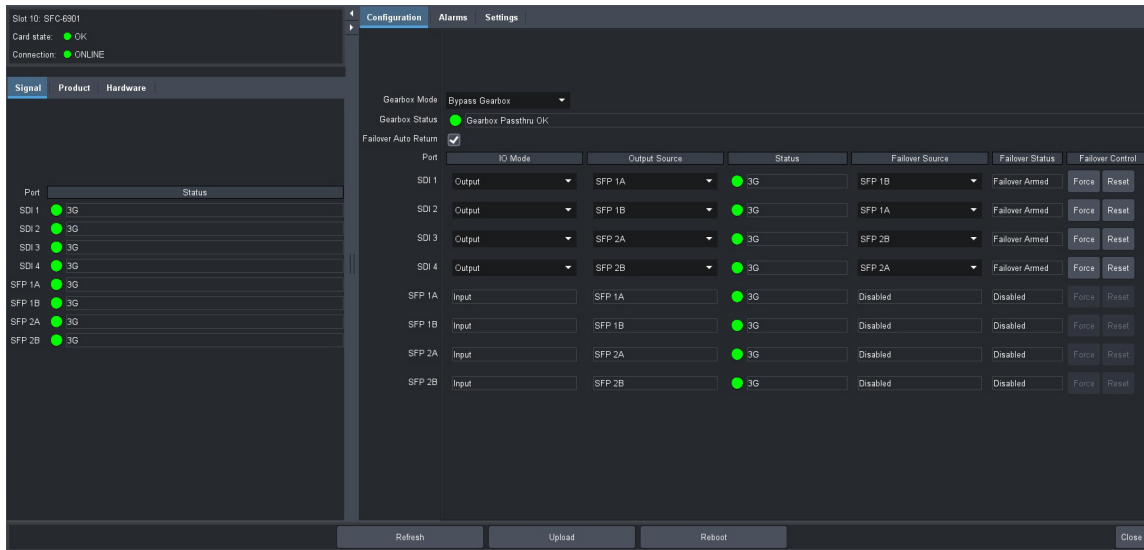 Slot 10: SFC-6901
Card state: OK
Connection: ONLINE
Signal Product Hardware
Port Status
SDI 1 3G
SDI 2 3G
SDI 3 3G
SDI 4 3G
SFP 1A 3G
SFP 1B 3G
SFP 2A 3G
SFP 2B 3G
Configuration Alarms Settings
Gearbox Mode Bypass Gearbox
Gearbox Status Gearbox Passthru OK
Failover Auto Return
Port IO Mode Output Source Status Failover Source Failover Status Failover Control
SDI 1 Output SFP 1A 3G SFP 1B Failover Armed Force Reset
SDI 2 Output SFP 1B 3G SFP 1A Failover Armed Force Reset
SDI 3 Output SFP 2A 3G SFP 2B Failover Armed Force Reset
SDI 4 Output SFP 2B 3G SFP 2A Failover Armed Force Reset
SFP 1A Input SFP 1A 3G Disabled Disabled Force Reset
SFP 1B Input SFP 1B 3G Disabled Disabled Force Reset
SFP 2A Input SFP 2A 3G Disabled Disabled Force Reset
SFP 2B Input SFP 2B 3G Disabled Disabled Force Reset
Refresh Upload Reboot Close